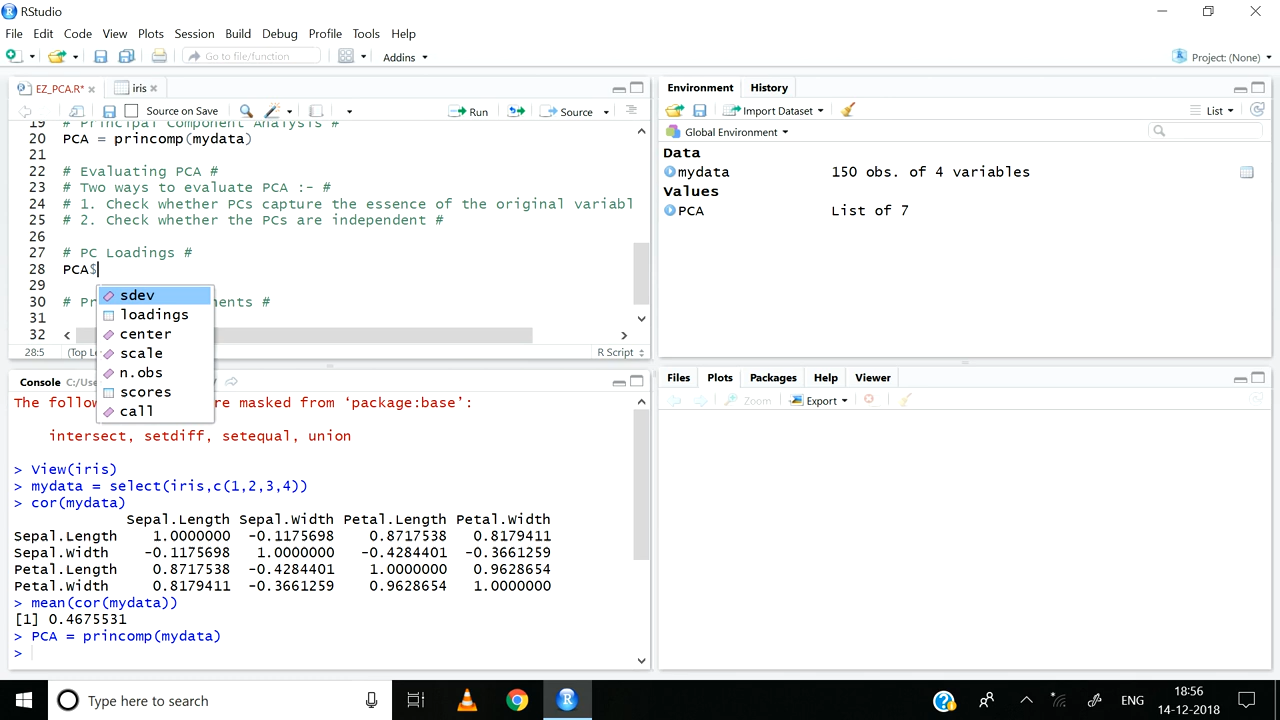 RStudio
File Edit Code View Plots Session Build Debug Profile Tools Help
Go to file/function Addins Project: (None)
EZ_PCA.R* iris
Source on Save Run Source
19 # Principal Component Analysis #
20 PCA = princomp(mydata)
21
22 # Evaluating PCA #
23 # Two ways to evaluate PCA :- #
24 # 1. Check whether PCs capture the essence of the original variabl
25 # 2. Check whether the PCs are independent #
26
27 # PC Loadings #
28 PCA$
29
30 # Pr nents #
31
32
sdev
loadings
center
scale
n.obs
scores
call
28:5 (Top Le R Script
Console C:/Use
The follow re masked from ‘package:base’:
intersect, setdiff, setequal, union
> View(iris)
> mydata = select(iris,c(1,2,3,4))
> cor(mydata)
Sepal.Length Sepal.Width Petal.Length Petal.Width
Sepal.Length 1.0000000 -0.1175698 0.8717538 0.8179411
Sepal.Width -0.1175698 1.0000000 -0.4284401 -0.3661259
Petal.Length 0.8717538 -0.4284401 1.0000000 0.9628654
Petal.Width 0.8179411 -0.3661259 0.9628654 1.0000000
> mean(cor(mydata))
[1] 0.4675531
> PCA = princomp(mydata)
>
Environment History
Import Dataset List
Global Environment
Data
mydata 150 obs. of 4 variables
Values
PCA List of 7
Files Plots Packages Help Viewer
Zoom Export
Type here to search
ENG
18:56
14-12-2018